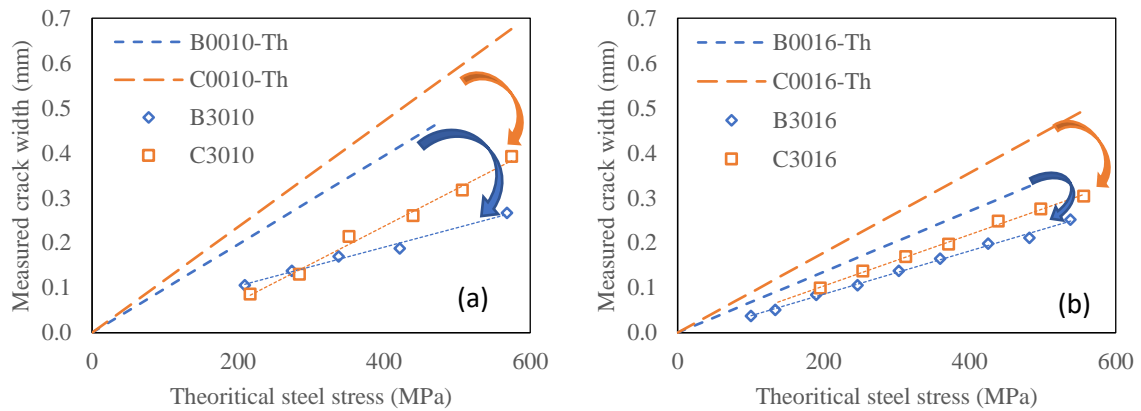 Measured crack width (mm)
0.7
0.6
0.5
0.4
0.3
0.2
0.1
0.0
B0010-Th
C0010-Th
B3010
C3010
(a)
0
200
400
600
Theoritical steel stress (MPa)
Measured crack width (mm)
0.7
0.6
0.5
0.4
0.3
0.2
0.1
0.0
B0016-Th
C0016-Th
B3016
C3016
(b)
0
200
400
600
Theoritical steel stress (MPa)